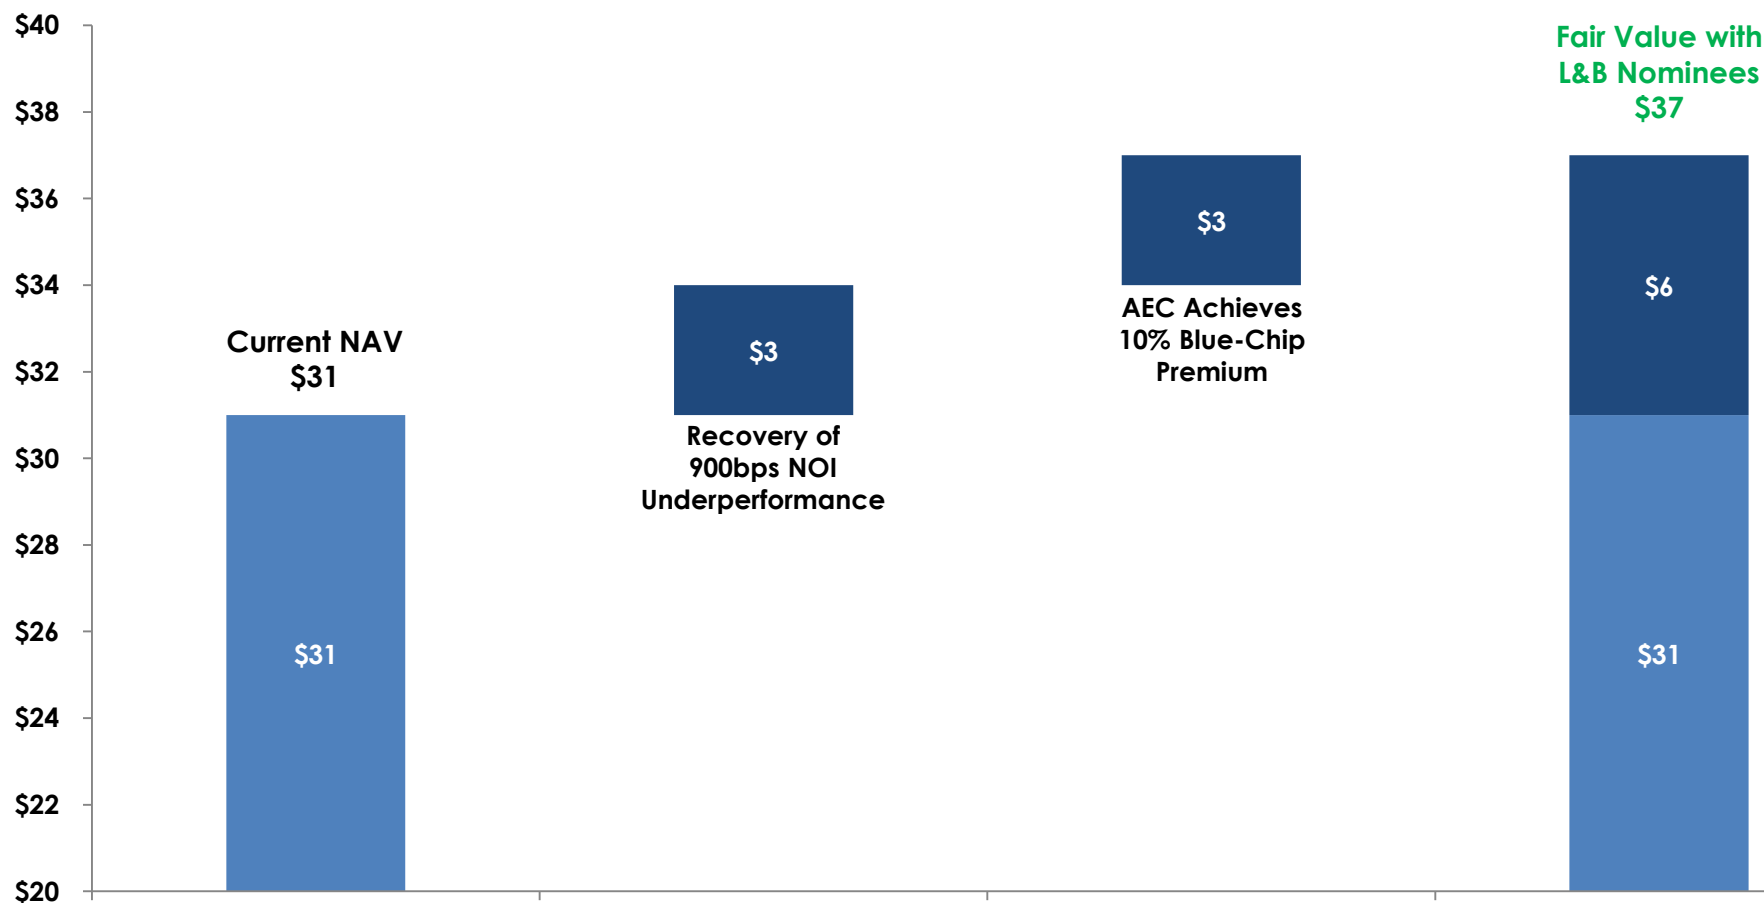 $40
$38
$36
$34
$32
$30
$28
$26
$24
$22
$20
Current NAV
$31
$31
$3
Recovery of
900bps NOI
Underperformance
$3
AEC Achieves
10% Blue-Chip
Premium
Fair Value with
L&B Nominees
$37
$6
$31